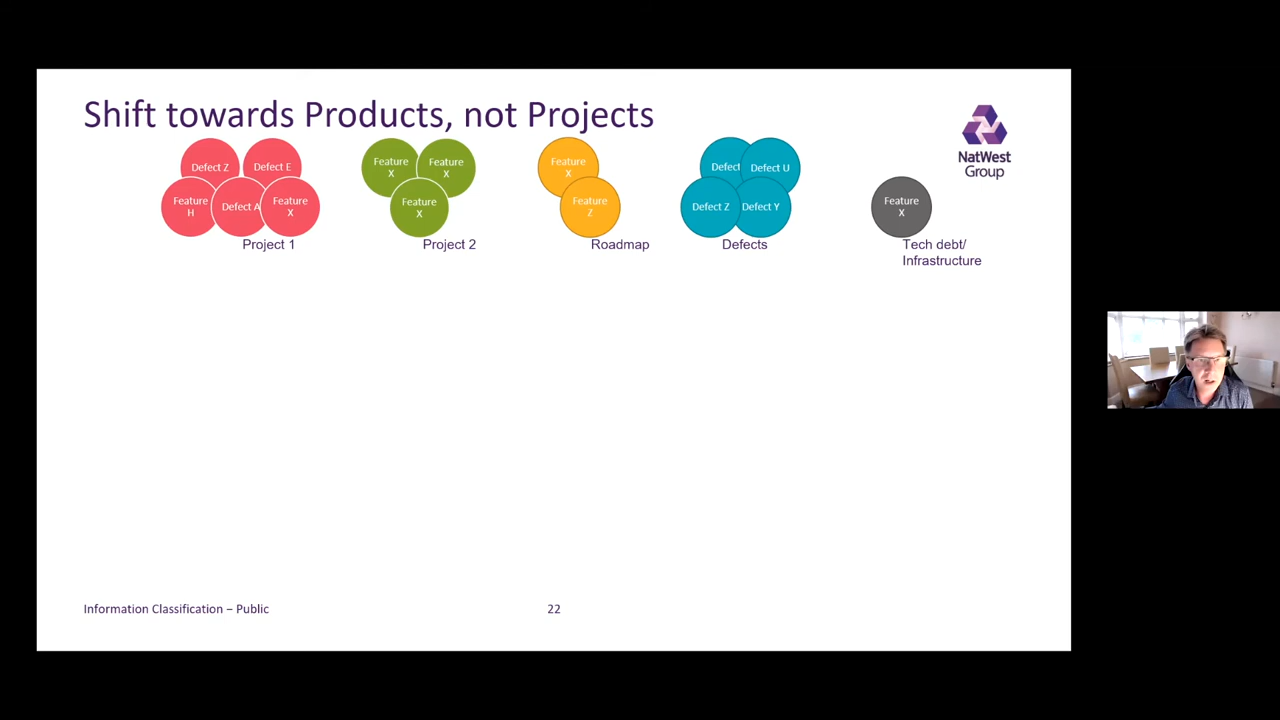 Shift towards Products, not Projects
NatWest
Group
Defect Z
Defect E
Feature
H
Defect A
Feature
X
Project 1
Feature
X
Feature
X
Feature
X
Project 2
Feature
X
Feature
Z
Roadmap
Defect
Defect U
Defect Z
Defect Y
Defects
Feature
X
Tech debt/
Infrastructure
Information Classification – Public
22